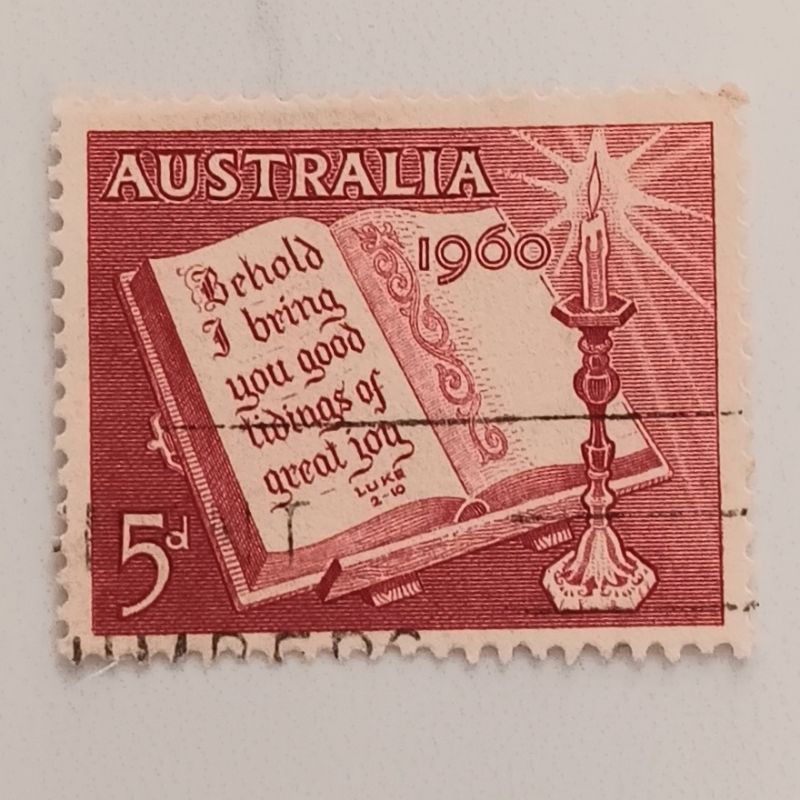 AUSTRALIA
1960
Behold
I bring
you good
tidings of
great joy
LUKE
2-10
5d